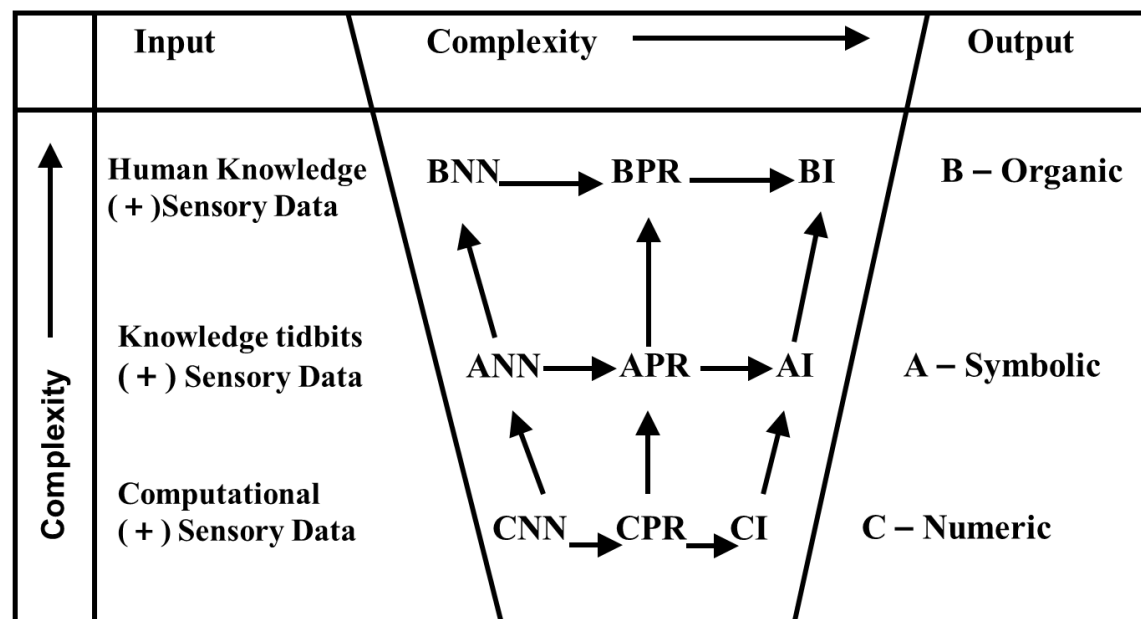 Input Complexity Output
Human Knowledge BNN BPR BI B – Organic
(+)Sensory Data
Knowledge tidbits
(+) Sensory Data ANN APR AI A – Symbolic
Complexity
Computational
(+) Sensory Data CNN CPR CI C – Numeric